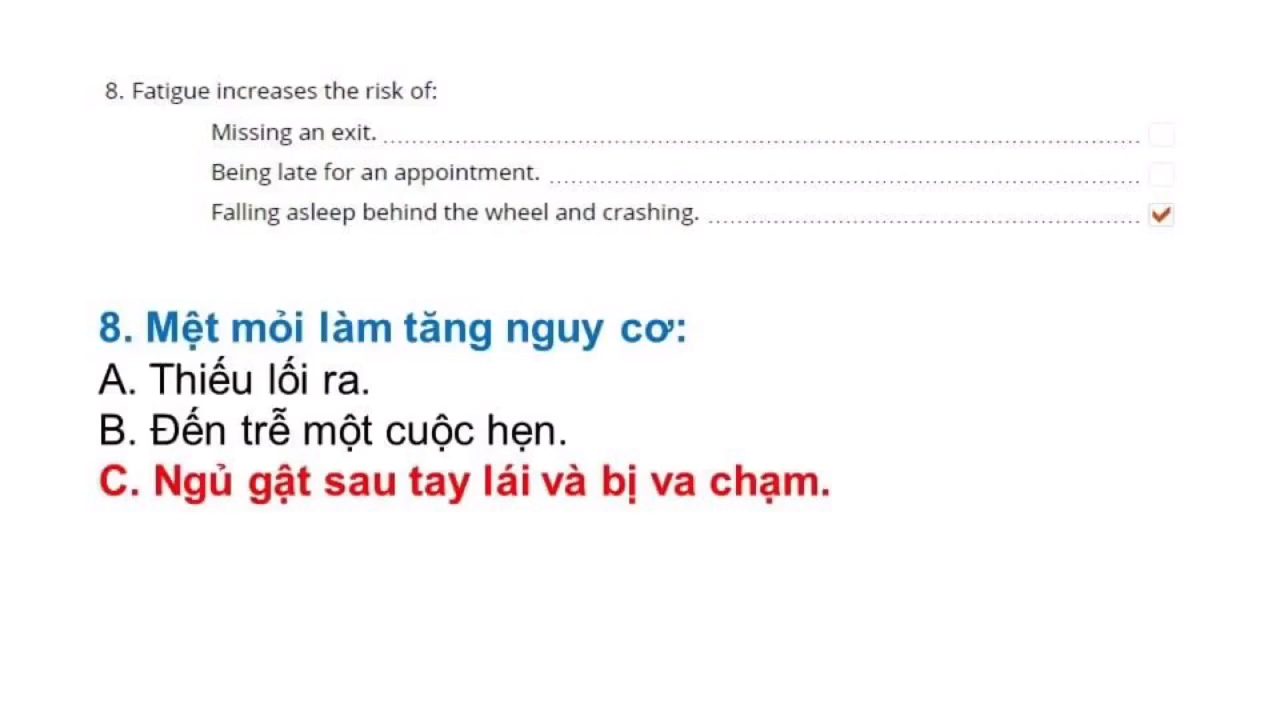 8. Fatigue increases the risk of:
Missing an exit.
Being late for an appointment.
Falling asleep behind the wheel and crashing.
8. Mệt mỏi làm tăng nguy cơ:
A. Thiếu lối ra.
B. Đến trễ một cuộc hẹn.
C. Ngủ gật sau tay lái và bị va chạm.